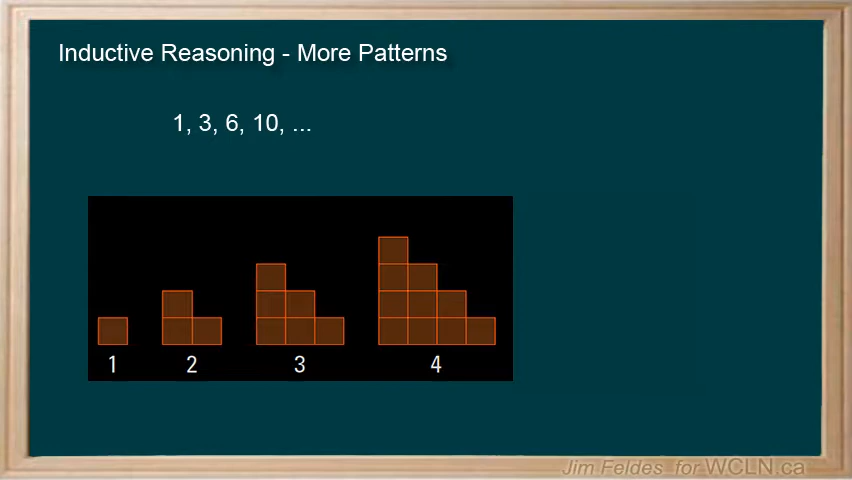 Inductive Reasoning - More Patterns
1, 3, 6, 10, ...
1 2 3 4
Jim Feldes for WCLN.ca